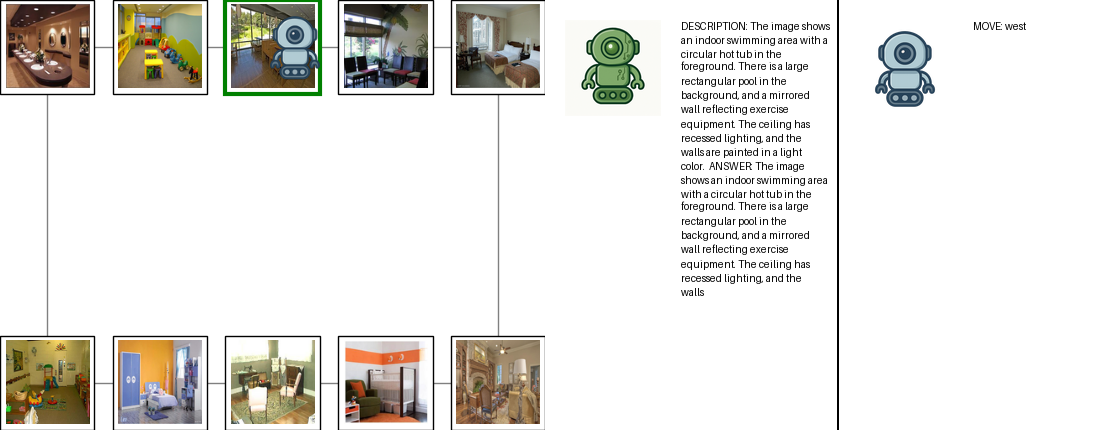 DESCRIPTION: The image shows
an indoor swimming area with a
circular hot tub in the
foreground. There is a large
rectangular pool in the
background, and a mirrored
wall reflecting exercise
equipment. The ceiling has
recessed lighting, and the
walls are painted in a light
color.  ANSWER: The image
shows an indoor swimming area
with a circular hot tub in the
foreground. There is a large
rectangular pool in the
background, and a mirrored
wall reflecting exercise
equipment. The ceiling has
recessed lighting, and the
walls
MOVE: west